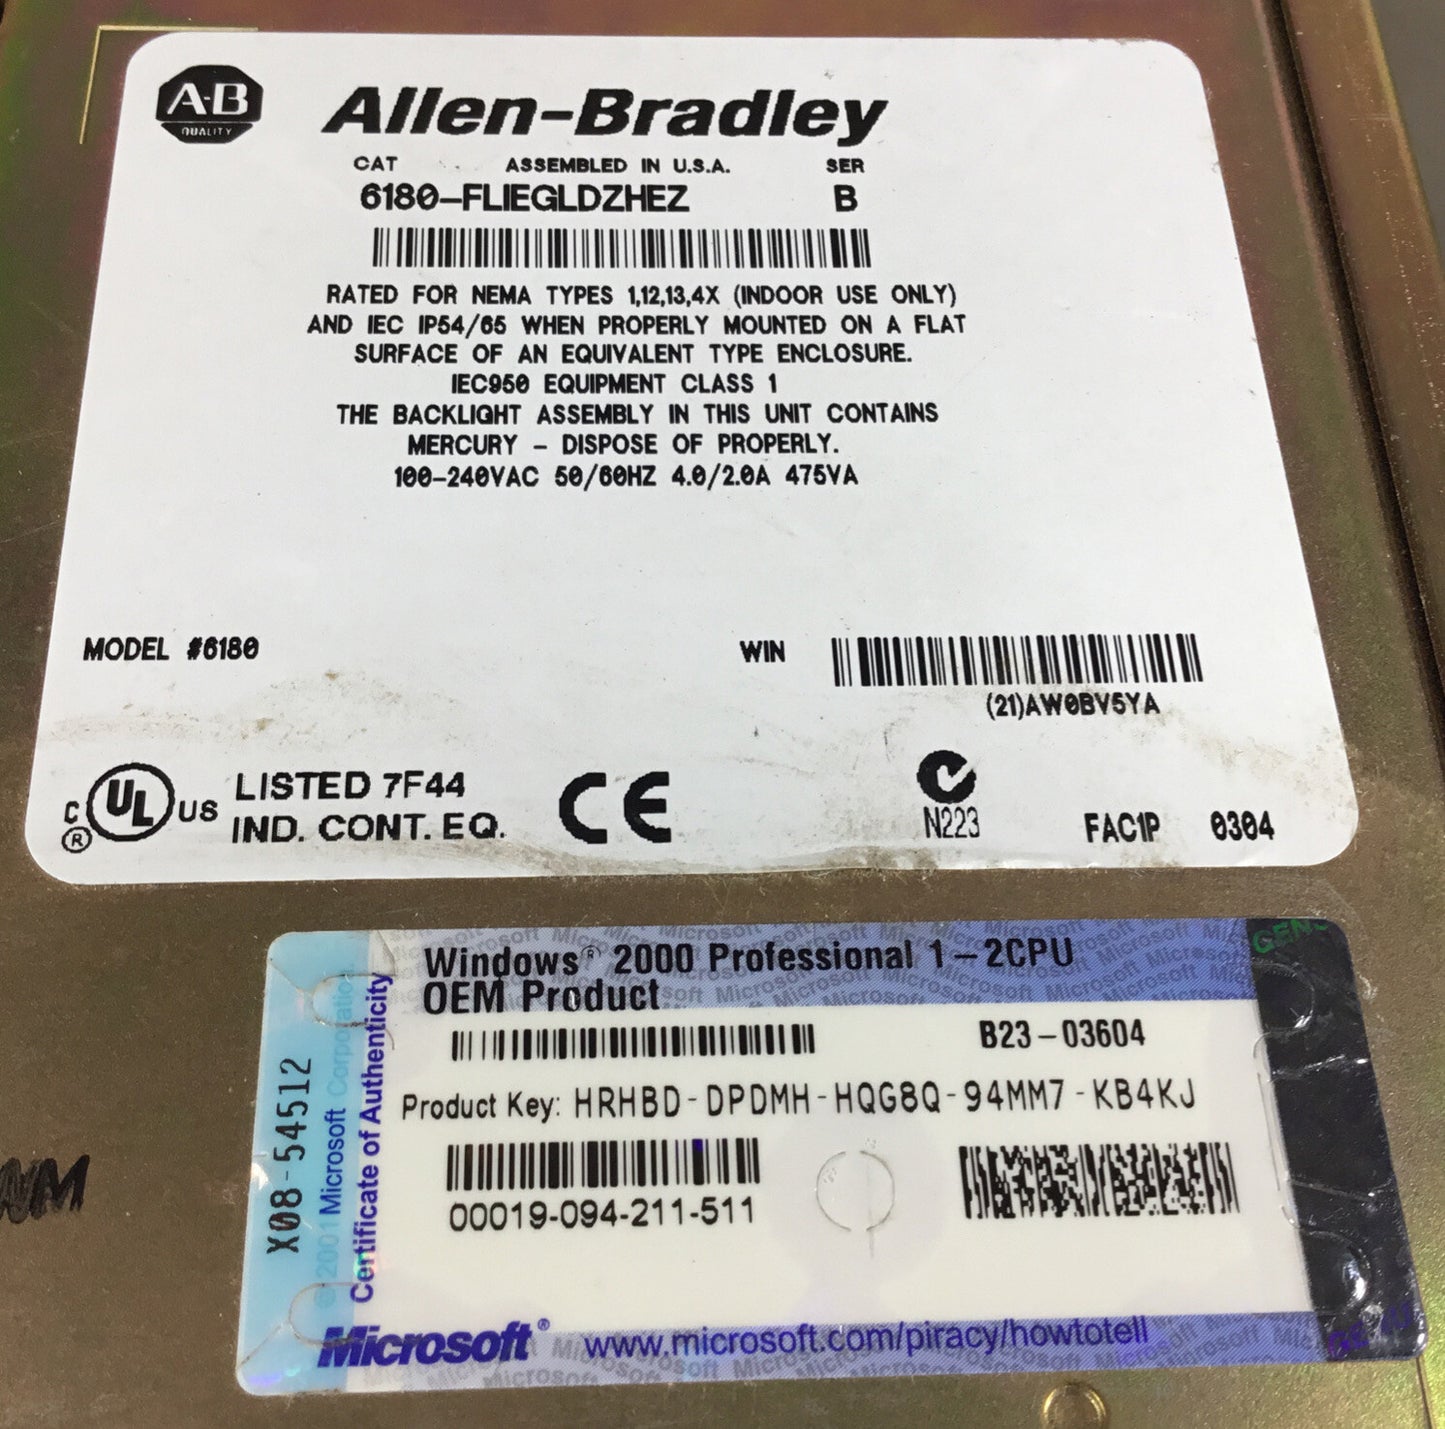 A-B
QUALITY
Allen-Bradley
CAT ASSEMBLED IN U.S.A. SER
6180-FLIEGLDZHEZ B
RATED FOR NEMA TYPES 1,12,13,4X (INDOOR USE ONLY)
AND IEC IP54/65 WHEN PROPERLY MOUNTED ON A FLAT
SURFACE OF AN EQUIVALENT TYPE ENCLOSURE.
IEC950 EQUIPMENT CLASS 1
THE BACKLIGHT ASSEMBLY IN THIS UNIT CONTAINS
MERCURY - DISPOSE OF PROPERLY.
100-240VAC 50/60HZ 4.0/2.0A 475VA
MODEL #6180 WIN
(21)AW0BV5YA
C UL US ® LISTED 7F44
IND. CONT. EQ.
CE
N223
FAC1P 0304
Windows® 2000 Professional 1-2CPU
OEM Product
B23-03604
Product Key: HRHBD-DPDMH-HQG8Q-94MM7-KB4KJ
00019-094-211-511
X08-54512
©2001 Microsoft Corporation.
Certificate of Authenticity
Microsoft® www.microsoft.com/piracy/howtotell